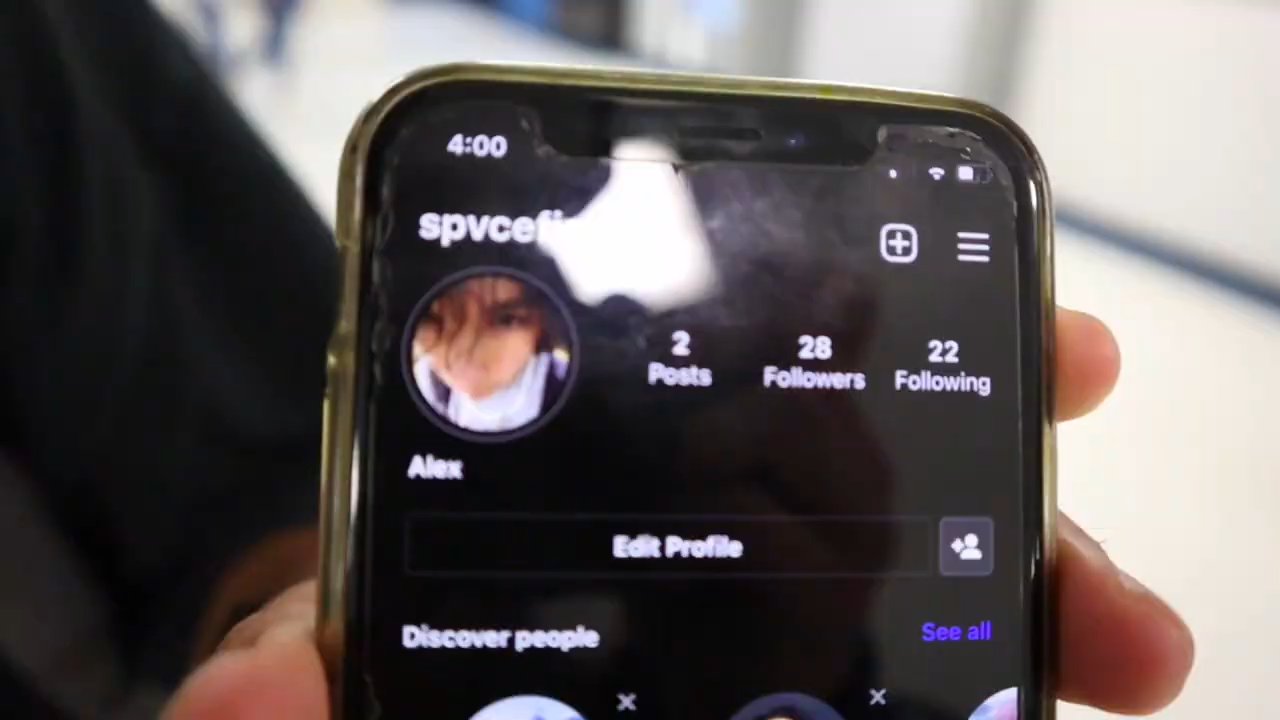 4:00
2
Posts
28
Followers
22
Following
Alex
Edit Profile
Discover people
See all